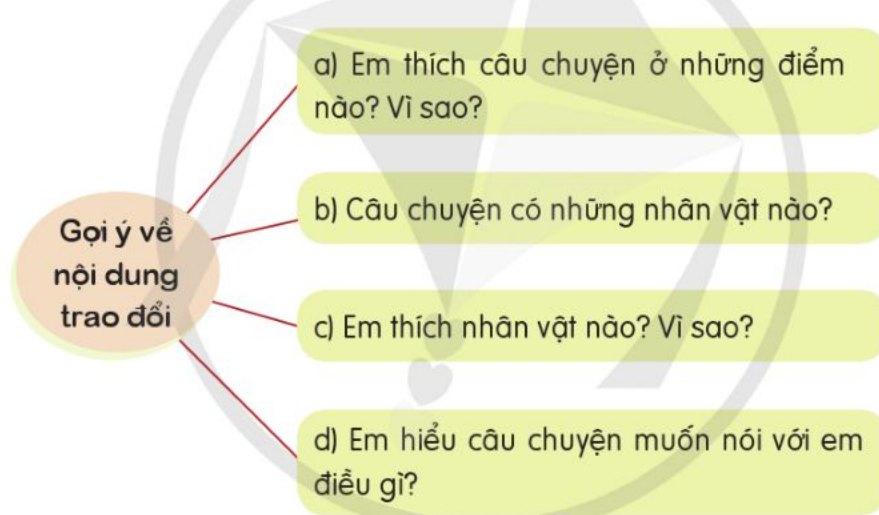 Gợi ý về
nội dung
trao đổi
a) Em thích câu chuyện ở những điểm
nào? Vì sao?
b) Câu chuyện có những nhân vật nào?
c) Em thích nhân vật nào? Vì sao?
d) Em hiểu câu chuyện muốn nói với em
điều gì?